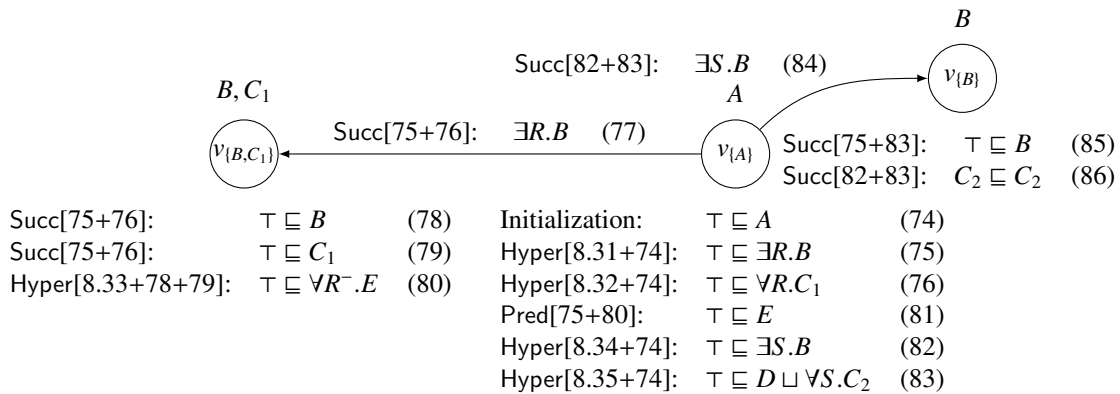 B
Succ[82+83]: ∃S.B (84)
v{B}
B, C₁
A
Succ[75+76]: ∃R.B (77)
v{B,C₁}
v{A}
Succ[75+83]: ⊤ ⊑ B (85)
Succ[82+83]: C₂ ⊑ C₂ (86)
Succ[75+76]: ⊤ ⊑ B (78)
Succ[75+76]: ⊤ ⊑ C₁ (79)
Hyper[8.33+78+79]: ⊤ ⊑ ∀R⁻.E (80)
Initialization: ⊤ ⊑ A (74)
Hyper[8.31+74]: ⊤ ⊑ ∃R.B (75)
Hyper[8.32+74]: ⊤ ⊑ ∀R.C₁ (76)
Pred[75+80]: ⊤ ⊑ E (81)
Hyper[8.34+74]: ⊤ ⊑ ∃S.B (82)
Hyper[8.35+74]: ⊤ ⊑ D ⊔ ∀S.C₂ (83)